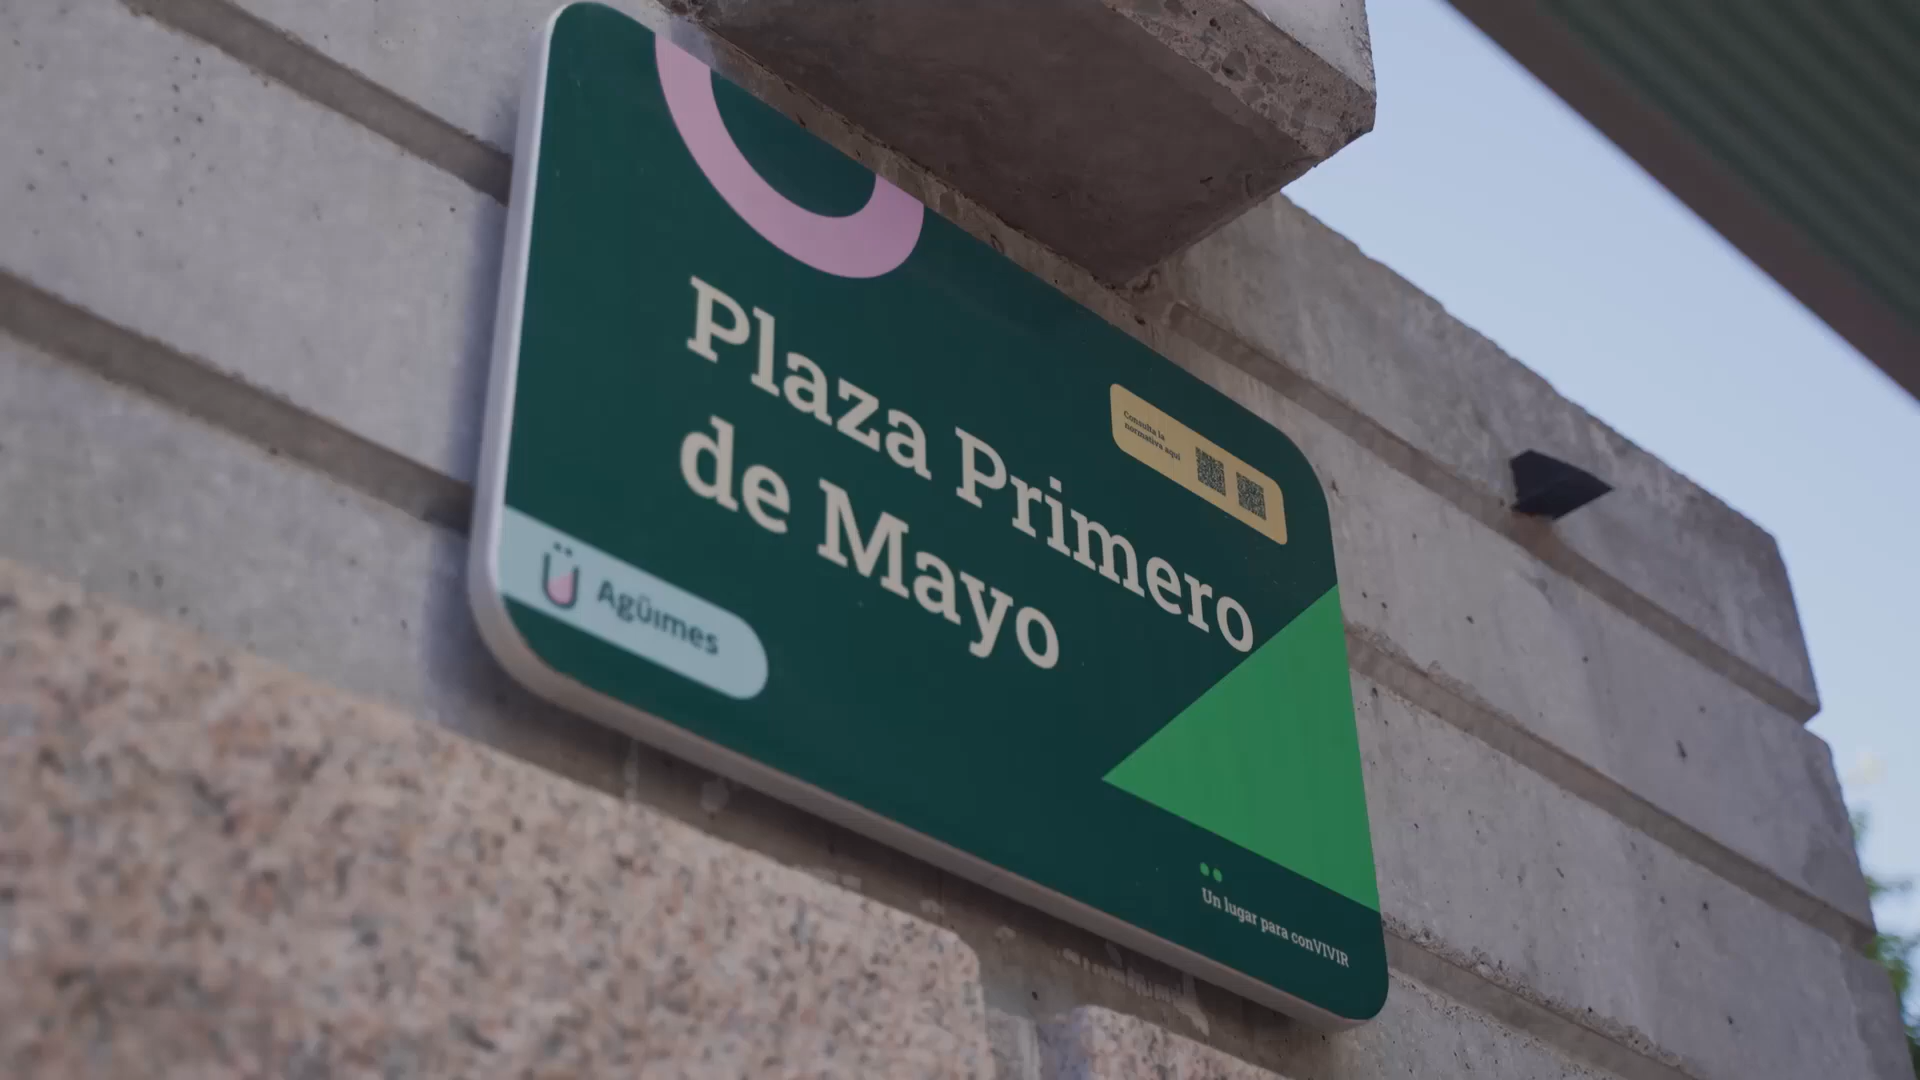 Plaza Primero
de Mayo
Consulta la
normativa aquí
Agüimes
Un lugar para conVIVIR